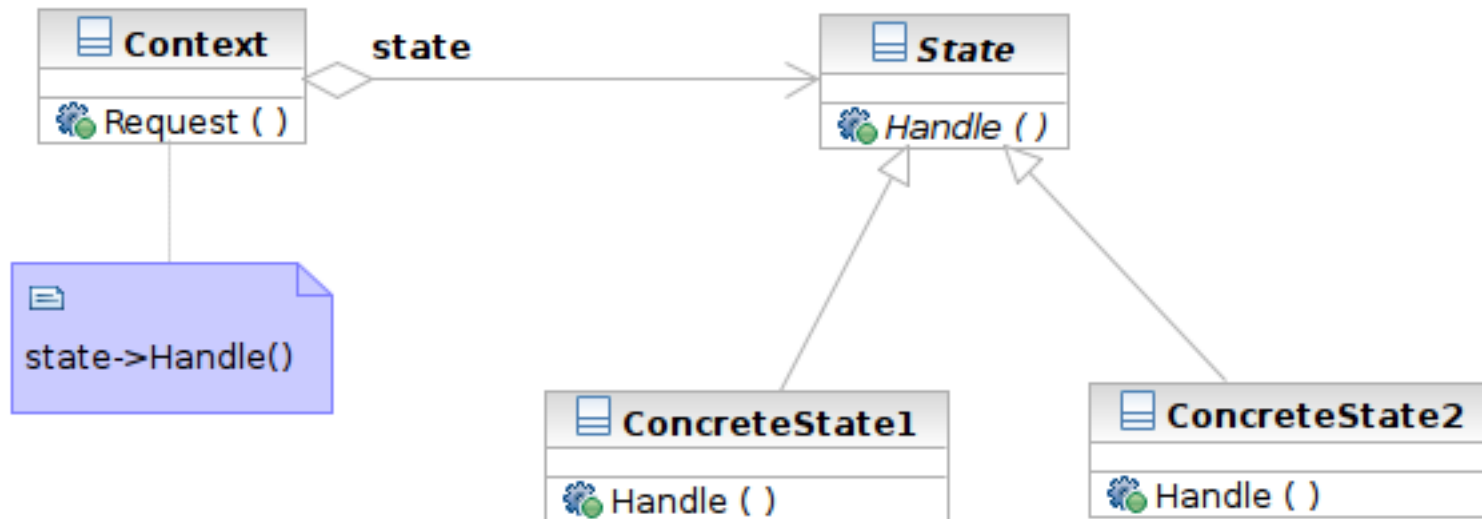 Context
state
State
Request ( )
Handle ( )
state->Handle()
ConcreteState1
ConcreteState2
Handle ( )
Handle ( )